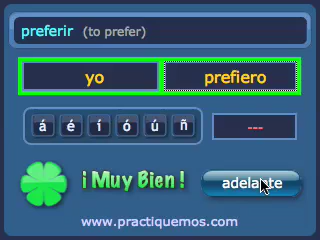 preferir (to prefer)
yo prefiero
á é í ó ú ñ ---
¡Muy Bien! adelante
www.practiquemos.com